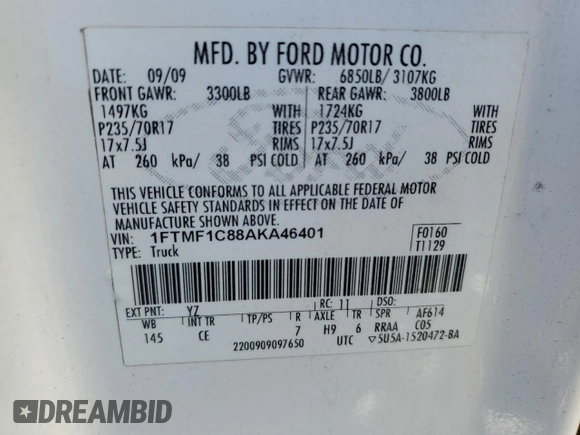 MFD. BY FORD MOTOR CO.
DATE: 09/09 GVWR: 6850LB/ 3107KG
FRONT GAWR: 3300LB REAR GAWR: 3800LB
1497KG WITH 1724KG WITH
P235/70R17 TIRES P235/70R17 TIRES
17x7.5J RIMS 17x7.5J RIMS
AT 260 kPa/ 38 PSI COLD AT 260 kPa/ 38 PSI COLD
THIS VEHICLE CONFORMS TO ALL APPLICABLE FEDERAL MOTOR
VEHICLE SAFETY STANDARDS IN EFFECT ON THE DATE OF
MANUFACTURE SHOWN ABOVE.
VIN: 1FTMF1C88AKA46401 F0160
TYPE: Truck T1129
EXT PNT: YZ RC: 11 DSO:
WB INT TR TP/PS R AXLE TR SPR AF614
145 CE 7 H9 6 RRAA C05
2200909097650 UTC ▽5U5A-1520472-BA
DREAMBID